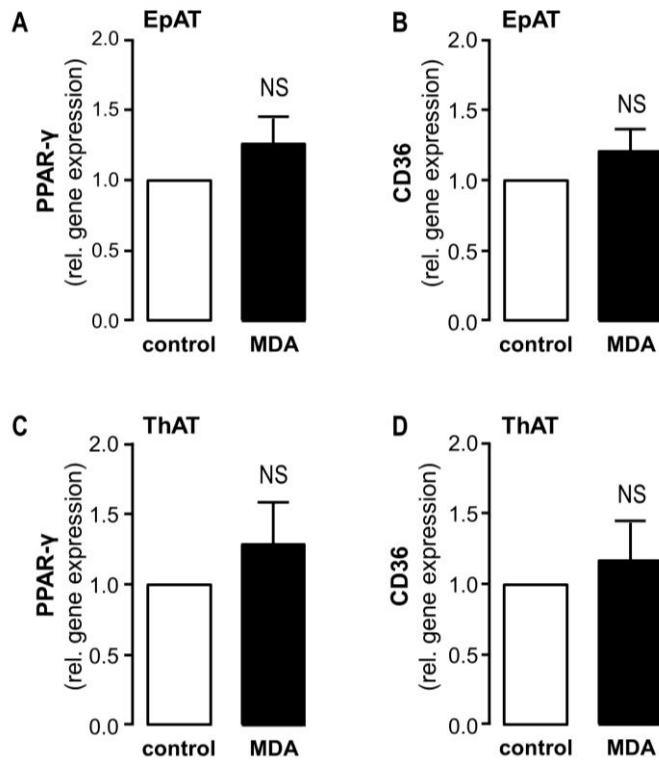 A EpAT
PPAR-γ
(rel. gene expression)
2.0
1.5
1.0
0.5
0.0
NS
control MDA
B EpAT
CD36
(rel. gene expression)
2.0
1.5
1.0
0.5
0.0
NS
control MDA
C ThAT
PPAR-γ
(rel. gene expression)
2.0
1.5
1.0
0.5
0.0
NS
control MDA
D ThAT
CD36
(rel. gene expression)
2.0
1.5
1.0
0.5
0.0
NS
control MDA